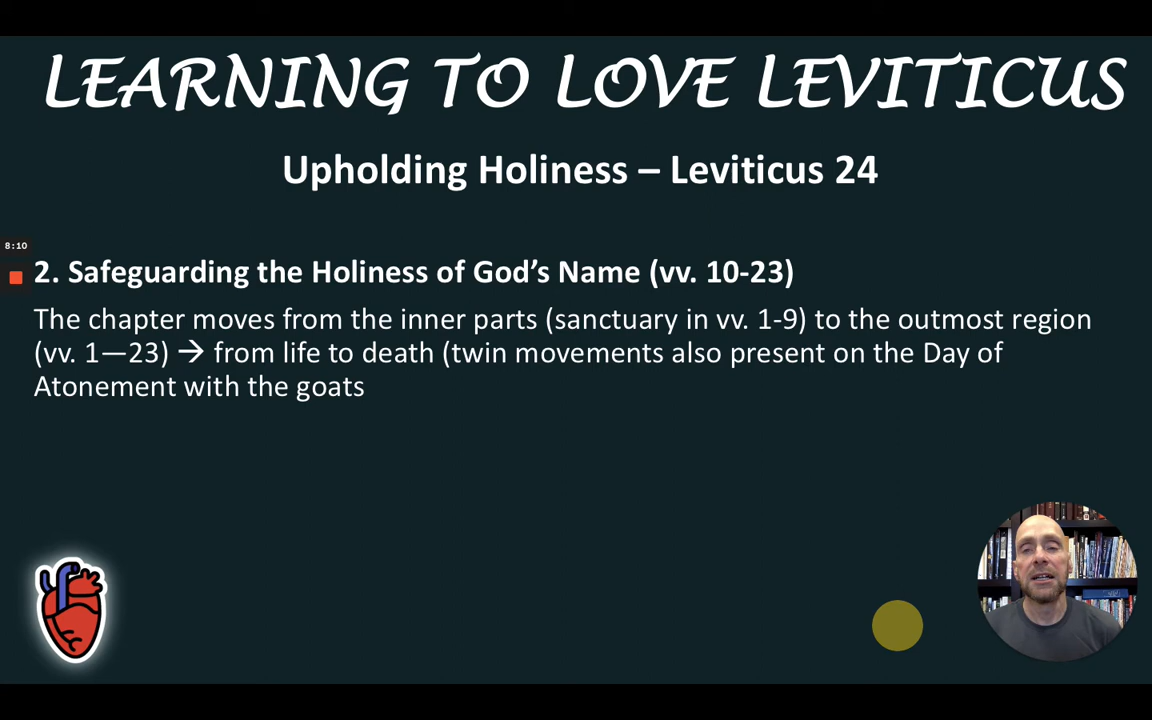 LEARNING TO LOVE LEVITICUS
Upholding Holiness – Leviticus 24
8:10
2. Safeguarding the Holiness of God’s Name (vv. 10-23)
The chapter moves from the inner parts (sanctuary in vv. 1-9) to the outmost region
(vv. 1—23) → from life to death (twin movements also present on the Day of
Atonement with the goats